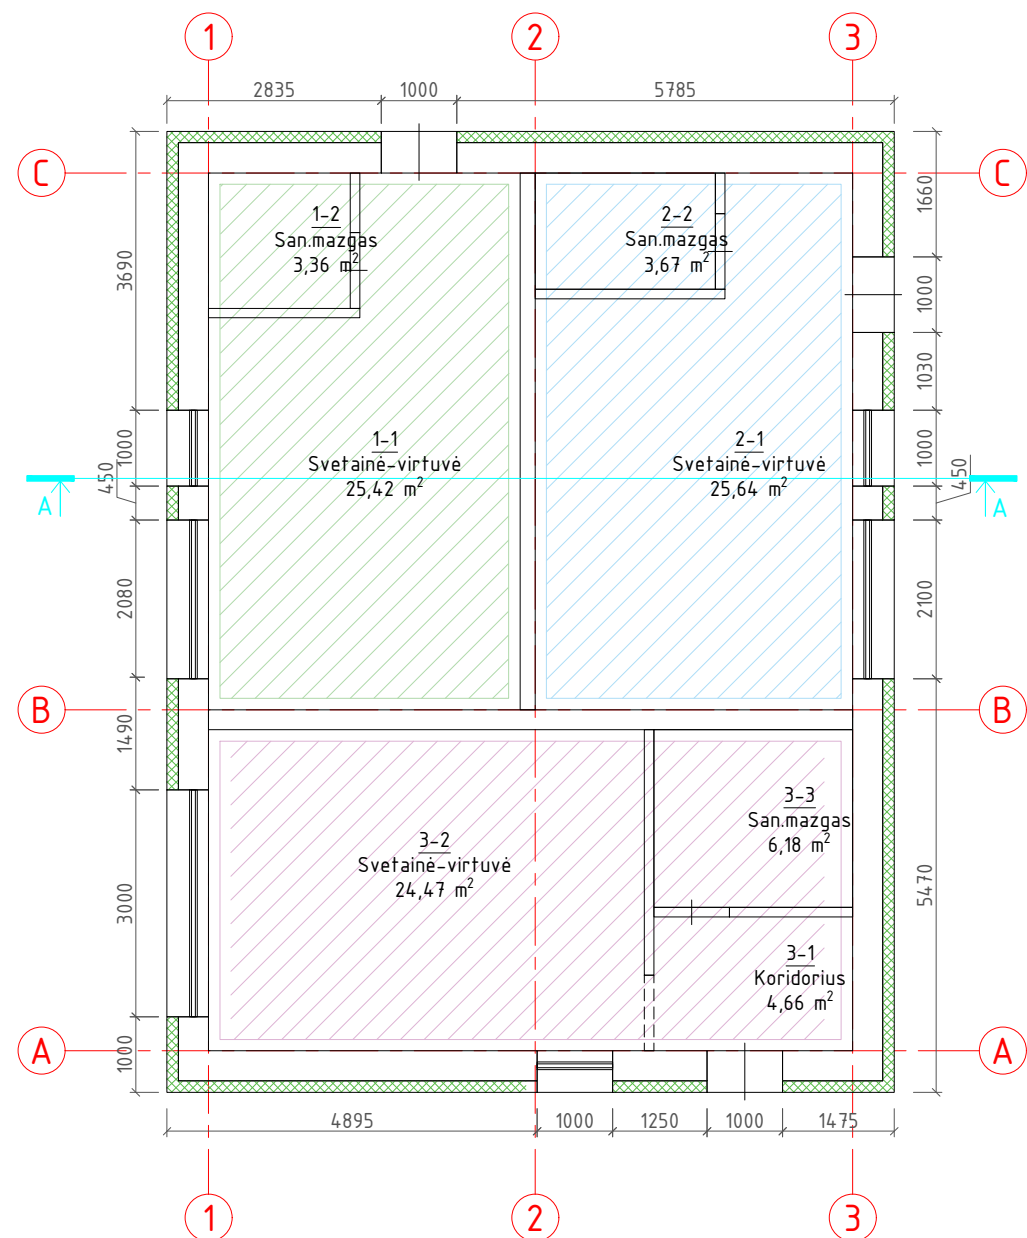 1
2
3
2835
1000
5785
C
C
1660
3690
1-2
San.mazgas
3,36 m²
2-2
San.mazgas
3,67 m²
1000
1030
1000
1000
450
450
1-1
Svetainė-virtuvė
25,42 m²
2-1
Svetainė-virtuvė
25,64 m²
A
A
2080
2100
B
B
1490
3-3
San.mazgas
6,18 m²
3-2
Svetainė-virtuvė
24,47 m²
3000
5470
3-1
Koridorius
4,66 m²
A
A
1000
4895
1000
1250
1000
1475
1
2
3